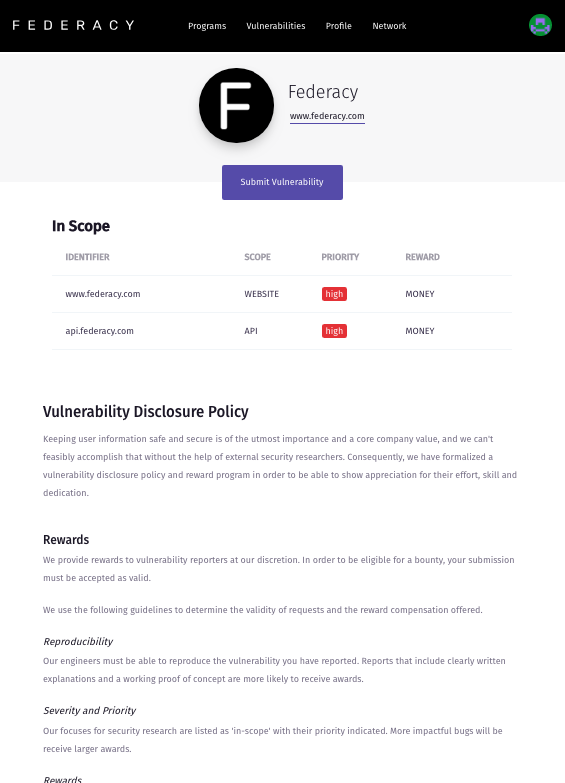 FEDERACY Programs Vulnerabilities Profile Network
F
Federacy
www.federacy.com
Submit Vulnerability
In Scope
IDENTIFIER SCOPE PRIORITY REWARD
www.federacy.com WEBSITE high MONEY
api.federacy.com API high MONEY
Vulnerability Disclosure Policy
Keeping user information safe and secure is of the utmost importance and a core company value, and we can't
feasibly accomplish that without the help of external security researchers. Consequently, we have formalized a
vulnerability disclosure policy and reward program in order to be able to show appreciation for their effort, skill and
dedication.
Rewards
We provide rewards to vulnerability reporters at our discretion. In order to be eligible for a bounty, your submission
must be accepted as valid.
We use the following guidelines to determine the validity of requests and the reward compensation offered.
Reproducibility
Our engineers must be able to reproduce the vulnerability you have reported. Reports that include clearly written
explanations and a working proof of concept are more likely to receive awards.
Severity and Priority
Our focuses for security research are listed as 'in-scope' with their priority indicated. More impactful bugs will be
receive larger awards.
Rewards